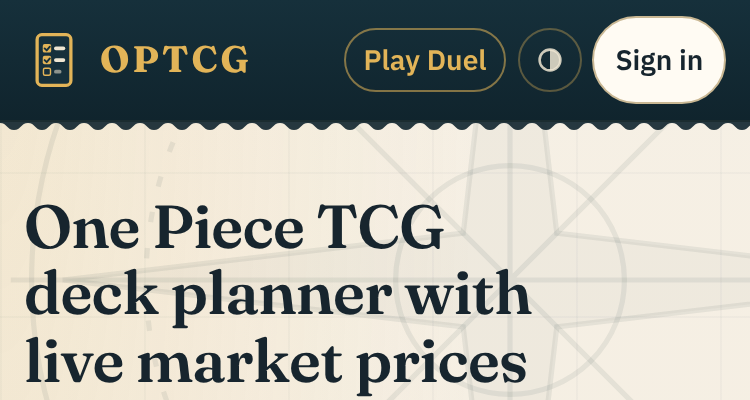 OPTCG
Play Duel
Sign in
One Piece TCG
deck planner with
live market prices